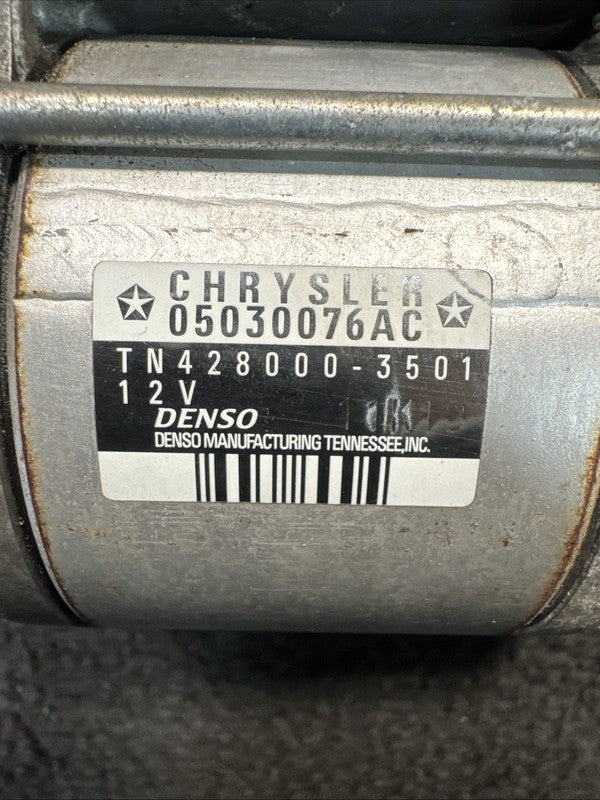 CHRYSLER
05030076AC
TN428000-3501
12V
DENSO
DENSO MANUFACTURING TENNESSEE,INC.